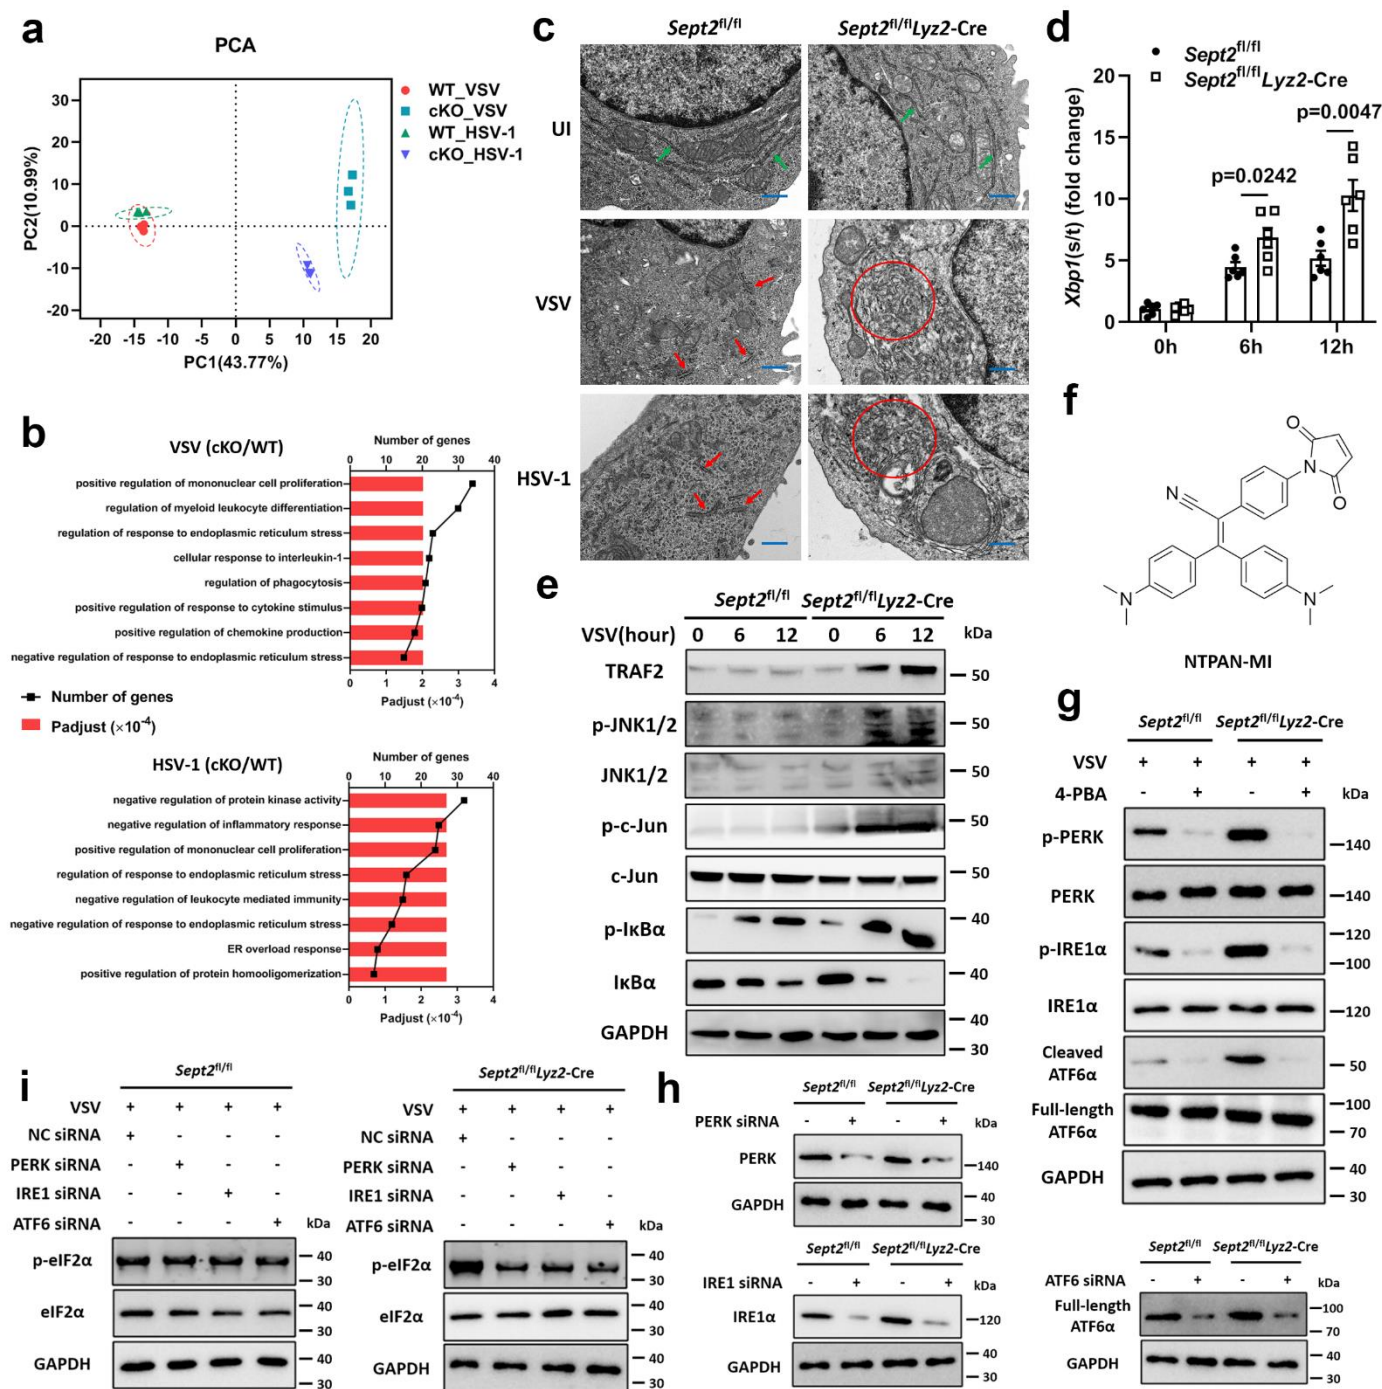 a
PCA
30
20
10
0
-10
-20
PC2(10.99%)
-20 -15 -10 -5 0 5 10 15 20
PC1(43.77%)
WT_VSV
cKO_VSV
WT_HSV-1
cKO_HSV-1
b
VSV (cKO/WT)
Number of genes
0 10 20 30 40
positive regulation of mononuclear cell proliferation
regulation of myeloid leukocyte differentiation
regulation of response to endoplasmic reticulum stress
cellular response to interleukin-1
regulation of phagocytosis
positive regulation of response to cytokine stimulus
positive regulation of chemokine production
negative regulation of response to endoplasmic reticulum stress
0 1 2 3 4
Padjust (×10⁻⁴)
Number of genes
Padjust (×10⁻⁴)
HSV-1 (cKO/WT)
Number of genes
0 10 20 30 40
negative regulation of protein kinase activity
negative regulation of inflammatory response
positive regulation of mononuclear cell proliferation
regulation of response to endoplasmic reticulum stress
negative regulation of leukocyte mediated immunity
negative regulation of response to endoplasmic reticulum stress
ER overload response
positive regulation of protein homooligomerization
0 1 2 3 4
Padjust (×10⁻⁴)
c
Sept2fl/fl Sept2fl/flLyz2-Cre
UI
VSV
HSV-1
d
Sept2fl/fl
Sept2fl/flLyz2-Cre
20
15
10
5
0
Xbp1(s/t) (fold change)
p=0.0242
p=0.0047
0h 6h 12h
e
Sept2fl/fl Sept2fl/flLyz2-Cre
VSV(hour) 0 6 12 0 6 12 kDa
TRAF2 50
p-JNK1/2 50
JNK1/2 50
p-c-Jun 50
c-Jun 50
p-IκBα 40
IκBα 40
GAPDH 40
30
f
O
N
O
N
N
N
NTPAN-MI
g
Sept2fl/fl Sept2fl/flLyz2-Cre
VSV + + + +
4-PBA - + - + kDa
p-PERK 140
PERK 140
p-IRE1α 120
100
IRE1α 120
Cleaved
ATF6α 50
Full-length 100
ATF6α 70
GAPDH 40
30
h
Sept2fl/fl Sept2fl/flLyz2-Cre
PERK siRNA - + - + kDa
PERK 140
GAPDH 40
30
Sept2fl/fl Sept2fl/flLyz2-Cre
IRE1 siRNA - + - + kDa
IRE1α 120
GAPDH 40
30
Sept2fl/fl Sept2fl/flLyz2-Cre
ATF6 siRNA - + - + kDa
Full-length 100
ATF6α 70
GAPDH 40
30
i
Sept2fl/fl
VSV + + + +
NC siRNA + - - -
PERK siRNA - + - -
IRE1 siRNA - - + -
ATF6 siRNA - - - + kDa
p-eIF2α 40
30
eIF2α 40
30
GAPDH 40
30
Sept2fl/flLyz2-Cre
VSV + + + +
NC siRNA + - - -
PERK siRNA - + - -
IRE1 siRNA - - + -
ATF6 siRNA - - - + kDa
p-eIF2α 40
30
eIF2α 40
30
GAPDH 40
30